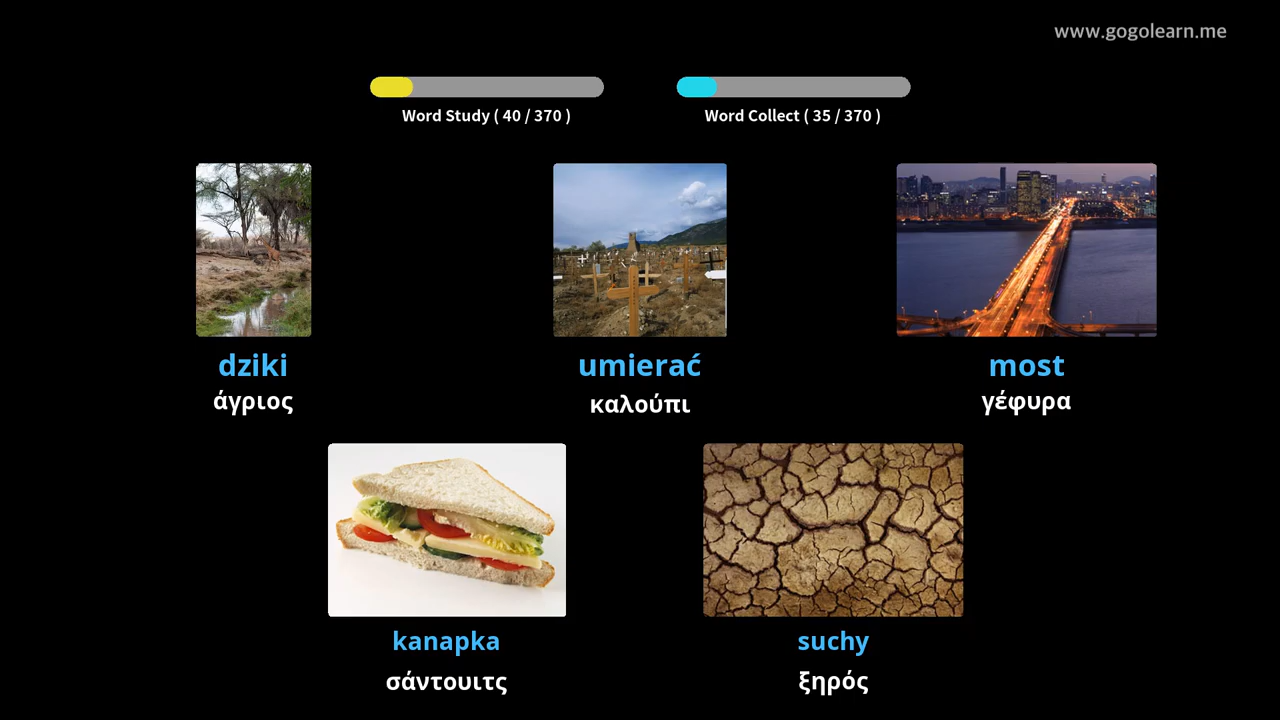 www.gogolearn.me
Word Study ( 40 / 370 )
Word Collect ( 35 / 370 )
dziki
άγριος
umierać
καλούπι
most
γέφυρα
kanapka
σάντουιτς
suchy
ξηρός